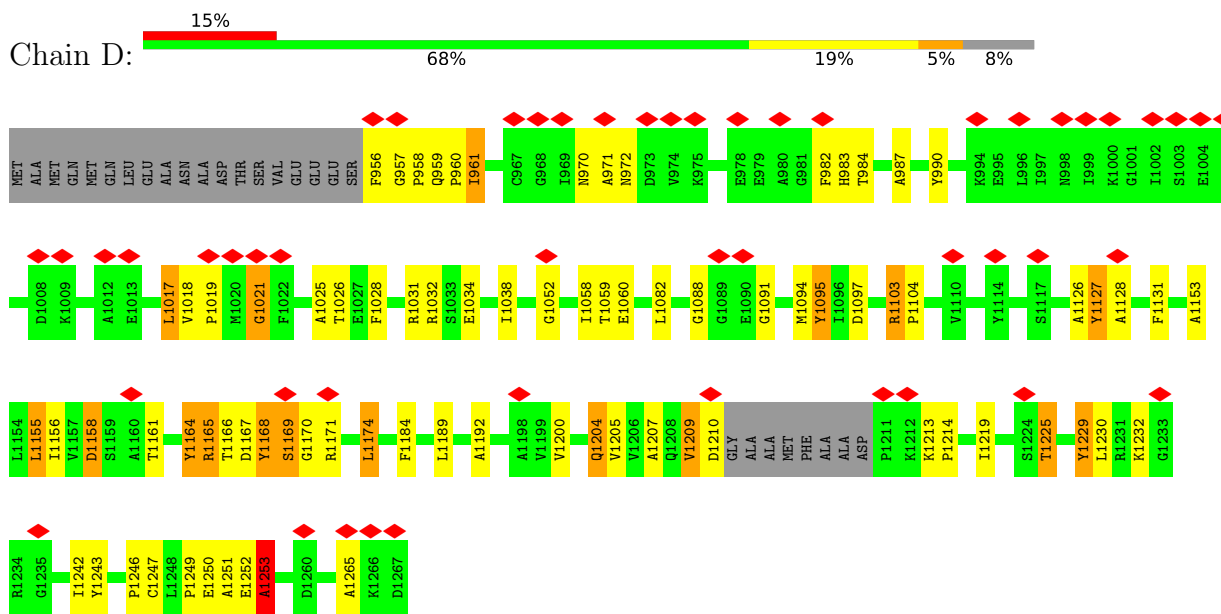 15%
Chain D:
68% 19% 5% 8%
MET ALA MET GLN GLN MET GLN LEU GLU ALA ASN ALA ASP THR SER VAL GLU GLU GLU SER F956 G957 P958 Q959 P960 I961 C967 G968 I969 N970 A971 N972 D973 V974 K975 E978 E979 A980 G981 F982 H983 T984 A987 Y990 K994 E995 L996 I997 N998 I999 K1000 G1001 I1002 S1003 E1004
D1008 K1009 A1012 E1013 L1017 V1018 P1019 M1020 G1021 F1022 A1025 T1026 E1027 F1028 R1031 R1032 S1033 E1034 I1038 G1052 I1058 T1059 E1060 L1082 G1088 G1089 E1090 G1091 M1094 Y1095 I1096 D1097 R1103 P1104 V1110 Y1114 S1117 A1126 Y1127 A1128 F1131 A1153
L1154 L1155 I1156 V1157 D1158 S1159 A1160 T1161 Y1164 R1165 T1166 D1167 Y1168 S1169 G1170 R1171 L1174 F1184 L1189 A1192 A1198 V1199 V1200 Q1204 V1205 V1206 A1207 Q1208 V1209 D1210 GLY ALA ALA MET PHE ALA ALA ASP P1211 K1212 K1213 P1214 I1219 S1224 T1225 Y1229 L1230 R1231 K1232 G1233
R1234 G1235 I1242 Y1243 P1246 C1247 L1248 P1249 E1250 A1251 E1252 A1253 D1260 A1265 K1266 D1267